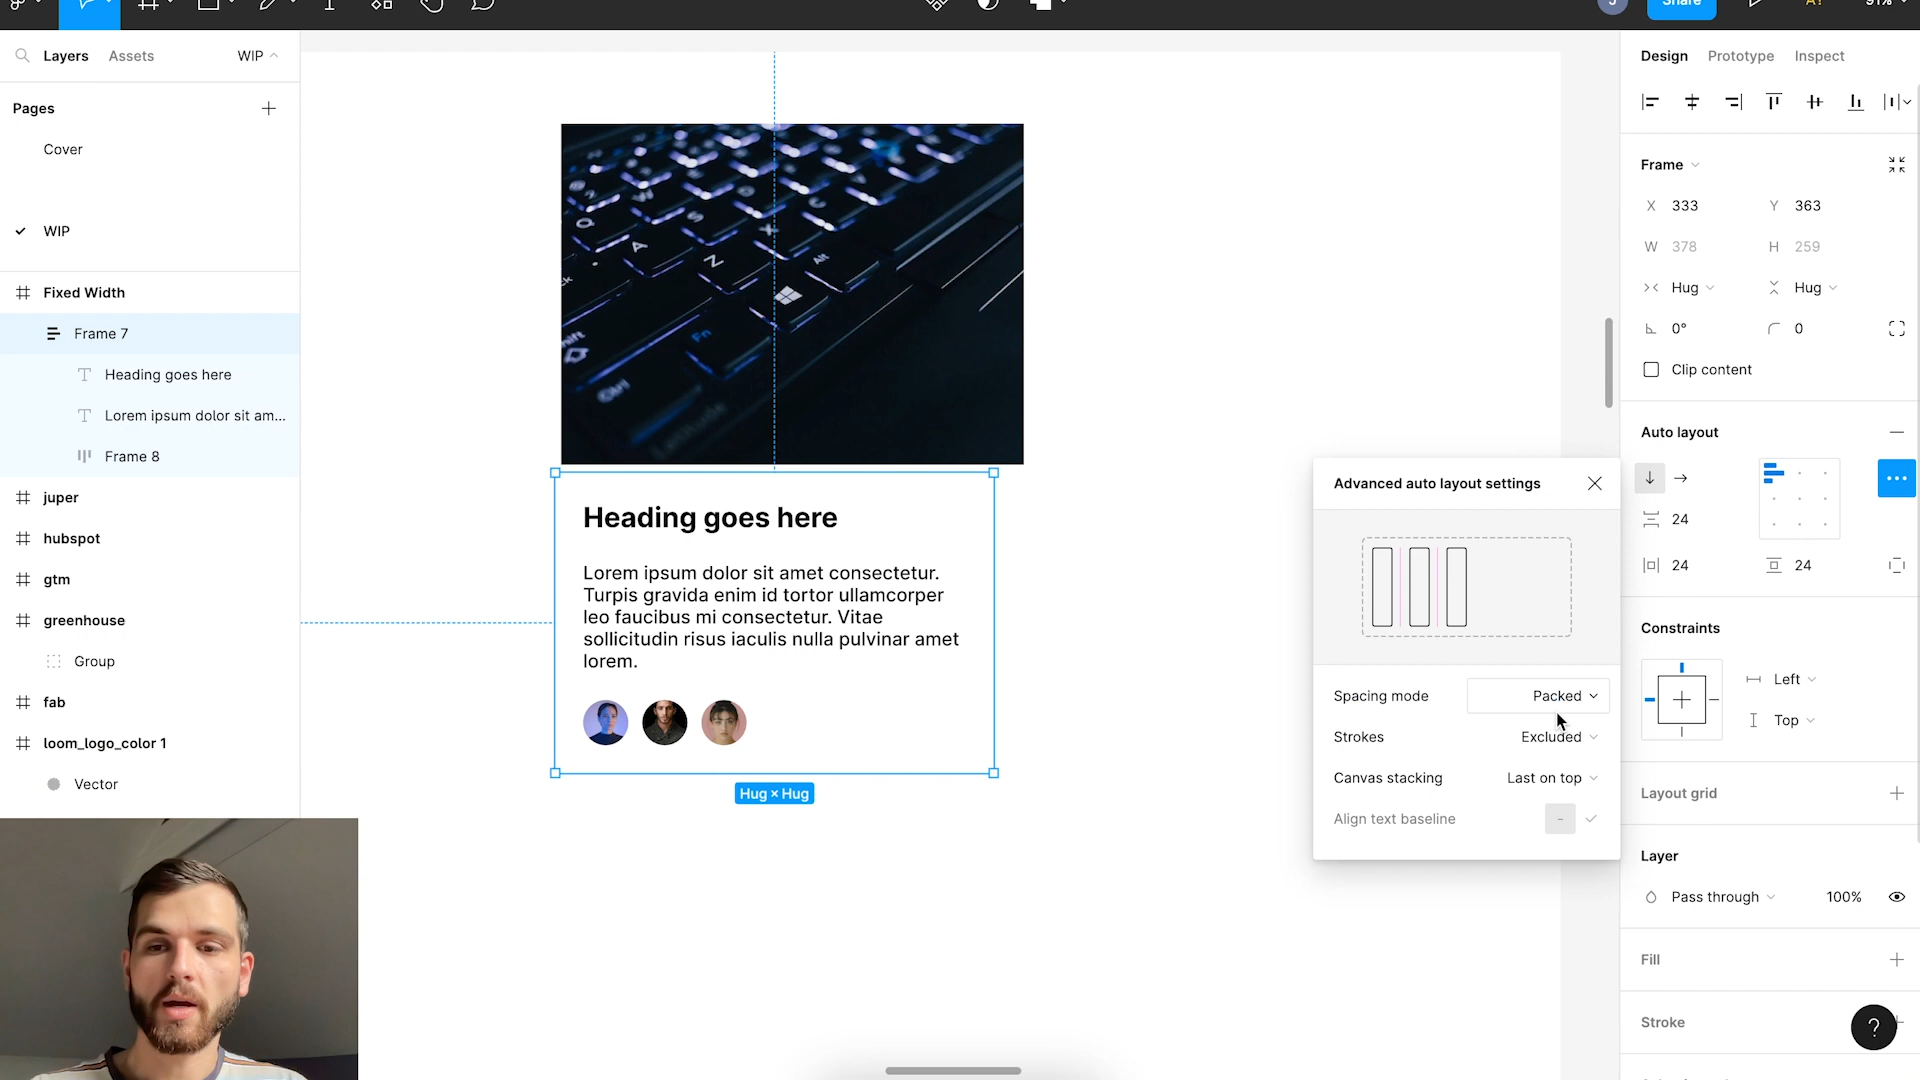 Share
91%
Layers
Assets
WIP
Pages
Cover
WIP
Fixed Width
Frame 7
Heading goes here
Lorem ipsum dolor sit am...
Frame 8
juper
hubspot
gtm
greenhouse
Group
fab
loom_logo_color 1
Vector
Q
W
S
X
A
Z
Alt
Fn
Ctrl
Heading goes here
Lorem ipsum dolor sit amet consectetur.
Turpis gravida enim id tortor ullamcorper
leo faucibus mi consectetur. Vitae
sollicitudin risus iaculis nulla pulvinar amet
lorem.
Hug × Hug
Advanced auto layout settings
Spacing mode
Packed
Strokes
Excluded
Canvas stacking
Last on top
Align text baseline
-
Design
Prototype
Inspect
Frame
X 333
Y 363
W 378
H 259
Hug
Hug
0°
0
Clip content
Auto layout
24
24
24
Constraints
Left
Top
Layout grid
Layer
Pass through
100%
Fill
Stroke
?